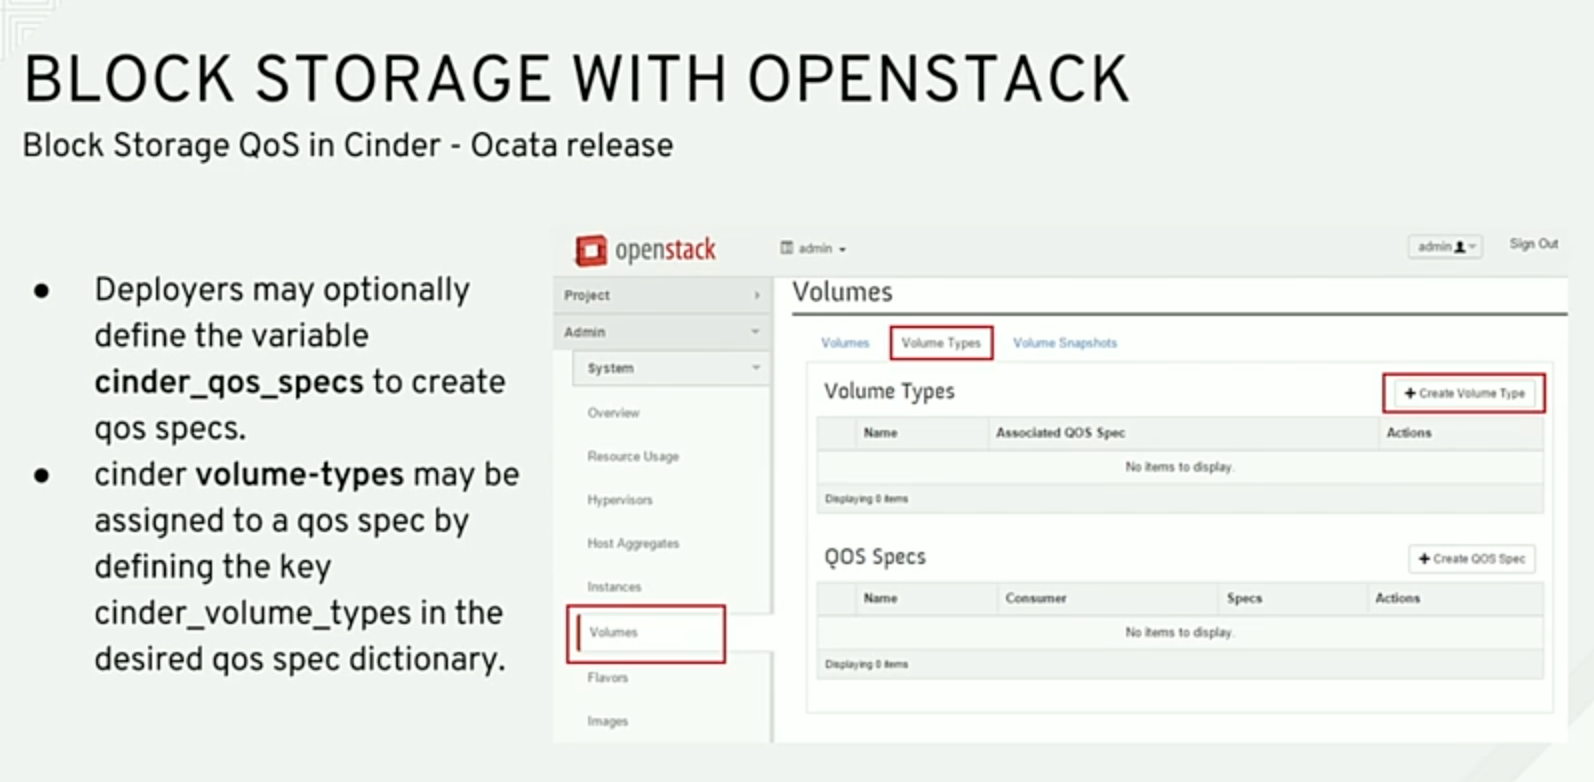 BLOCK STORAGE WITH OPENSTACK
Block Storage QoS in Cinder - Ocata release
● Deployers may optionally
define the variable
cinder_qos_specs to create
qos specs.
● cinder volume-types may be
assigned to a qos spec by
defining the key
cinder_volume_types in the
desired qos spec dictionary.
openstack
admin
admin
Sign Out
Project
Admin
System
Overview
Resource Usage
Hypervisors
Host Aggregates
Instances
Volumes
Flavors
Images
Volumes
Volumes Volume Types Volume Snapshots
Volume Types
+ Create Volume Type
Name Associated QOS Spec Actions
No items to display.
Displaying 0 items
QOS Specs
+ Create QOS Spec
Name Consumer Specs Actions
No items to display.
Displaying 0 items